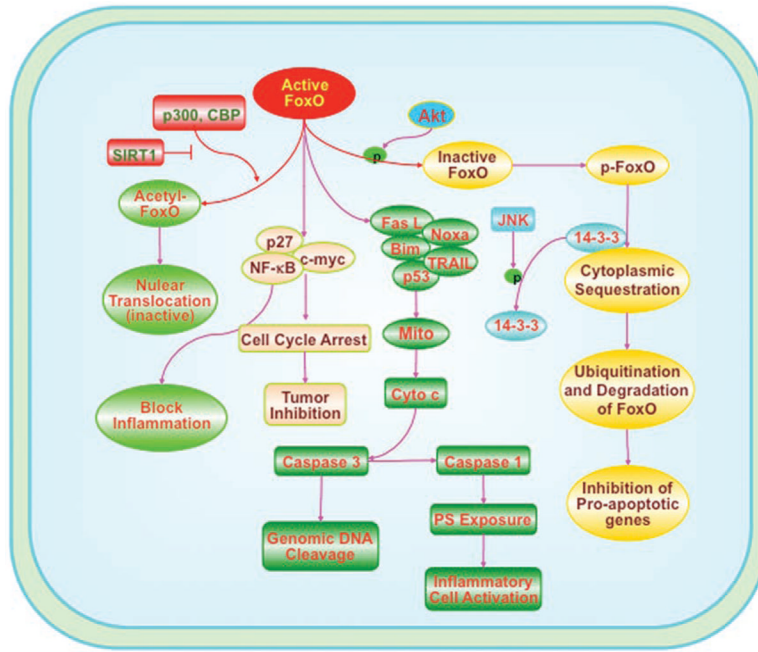 Active
FoxO
p300, CBP
Akt
SIRT1
p
Inactive
FoxO
p-FoxO
Acetyl-
FoxO
Fas L
Noxa
JNK
14-3-3
p27
NF-κB
c-myc
Bim
TRAIL
p53
p
Cytoplasmic
Sequestration
Nulear
Translocation
(inactive)
Cell Cycle Arrest
Mito
14-3-3
Tumor
Inhibition
Cyto c
Ubiquitination
and Degradation
of FoxO
Block
Inflammation
Caspase 3
Caspase 1
Inhibition of
Pro-apoptotic
genes
PS Exposure
Genomic DNA
Cleavage
Inflammatory
Cell Activation